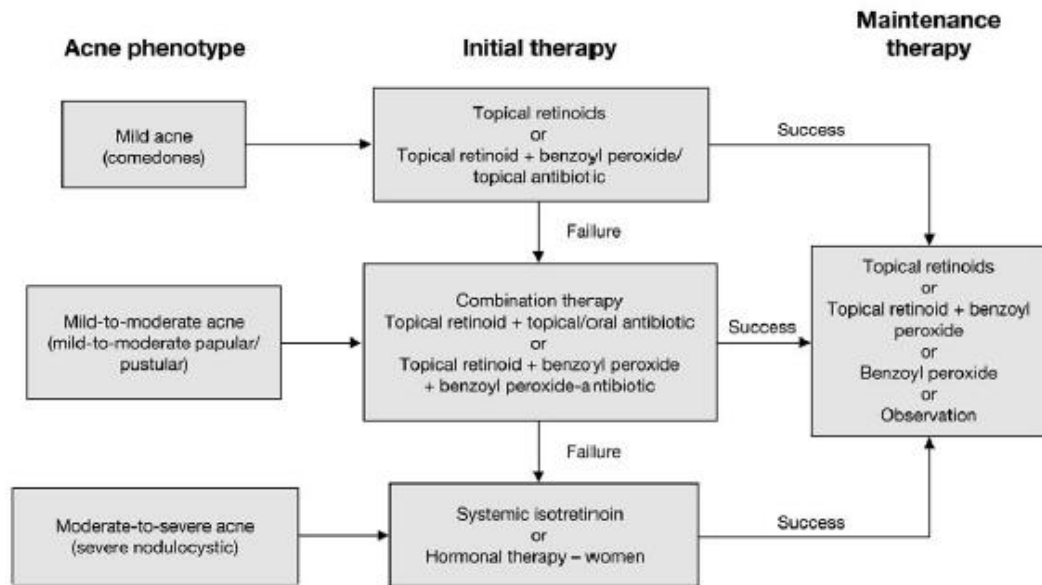 Acne phenotype
Initial therapy
Maintenance
therapy
Mild acne
(comedones)
Topical retinoids
or
Topical retinoid + benzoyl peroxide/
topical antibiotic
Success
Failure
Mild-to-moderate acne
(mild-to-moderate papular/
pustular)
Combination therapy
Topical retinoid + topical/oral antibiotic
or
Topical retinoid + benzoyl peroxide
+ benzoyl peroxide-antibiotic
Success
Topical retinoids
or
Topical retinoid + benzoyl
peroxide
or
Benzoyl peroxide
or
Observation
Failure
Moderate-to-severe acne
(severe nodulocystic)
Systemic isotretinoin
or
Hormonal therapy – women
Success